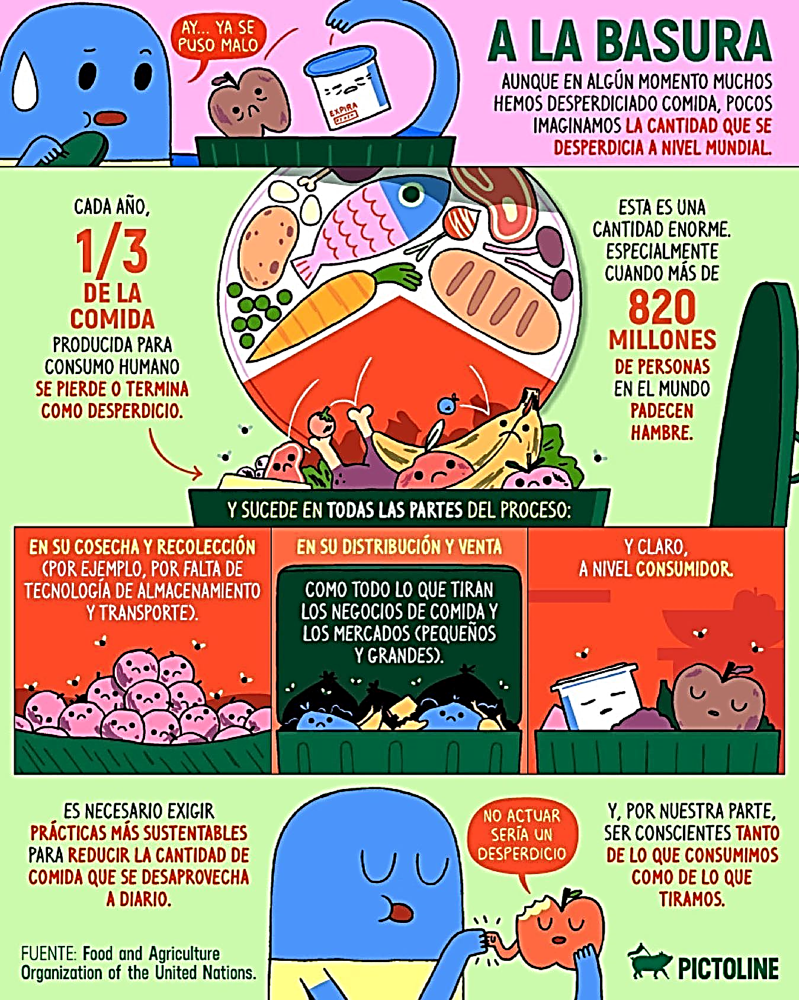 AY... YA SE
PUSO MALO
EXPIRA
A LA BASURA
AUNQUE EN ALGÚN MOMENTO MUCHOS
HEMOS DESPERDICIADO COMIDA, POCOS
IMAGINAMOS LA CANTIDAD QUE SE
DESPERDICIA A NIVEL MUNDIAL.
CADA AÑO,
1/3
DE LA
COMIDA
PRODUCIDA PARA
CONSUMO HUMANO
SE PIERDE O TERMINA
COMO DESPERDICIO.
ESTA ES UNA
CANTIDAD ENORME.
ESPECIALMENTE
CUANDO MÁS DE
820
MILLONES
DE PERSONAS
EN EL MUNDO
PADECEN
HAMBRE.
Y SUCEDE EN TODAS LAS PARTES DEL PROCESO:
EN SU COSECHA Y RECOLECCIÓN
(POR EJEMPLO, POR FALTA DE
TECNOLOGÍA DE ALMACENAMIENTO
Y TRANSPORTE).
EN SU DISTRIBUCIÓN Y VENTA
COMO TODO LO QUE TIRAN
LOS NEGOCIOS DE COMIDA Y
LOS MERCADOS (PEQUEÑOS
Y GRANDES).
Y CLARO,
A NIVEL CONSUMIDOR.
ES NECESARIO EXIGIR
PRÁCTICAS MÁS SUSTENTABLES
PARA REDUCIR LA CANTIDAD DE
COMIDA QUE SE DESAPROVECHA
A DIARIO.
NO ACTUAR
SERÍA UN
DESPERDICIO
Y, POR NUESTRA PARTE,
SER CONSCIENTES TANTO
DE LO QUE CONSUMIMOS
COMO DE LO QUE
TIRAMOS.
FUENTE: Food and Agriculture
Organization of the United Nations.
PICTOLINE